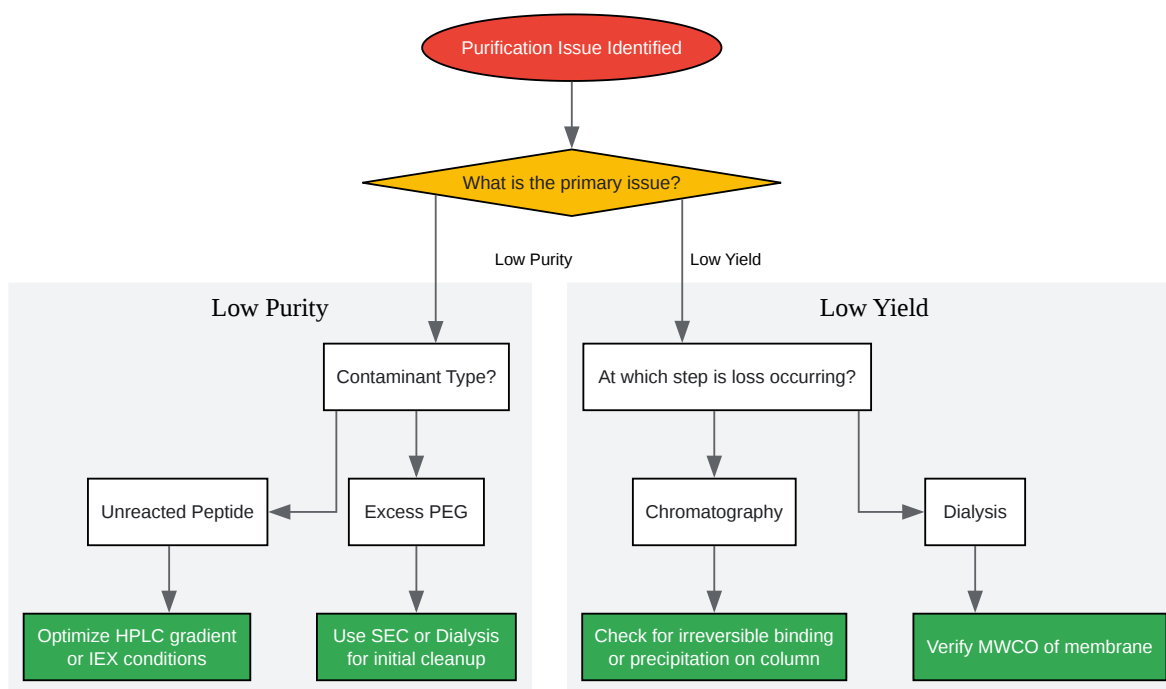 Purification Issue Identified
What is the primary issue?
Low Purity
Low Yield
Low Purity
Low Yield
Contaminant Type?
At which step is loss occurring?
Unreacted Peptide
Excess PEG
Chromatography
Dialysis
Optimize HPLC gradient
or IEX conditions
Use SEC or Dialysis
for initial cleanup
Check for irreversible binding
or precipitation on column
Verify MWCO of membrane